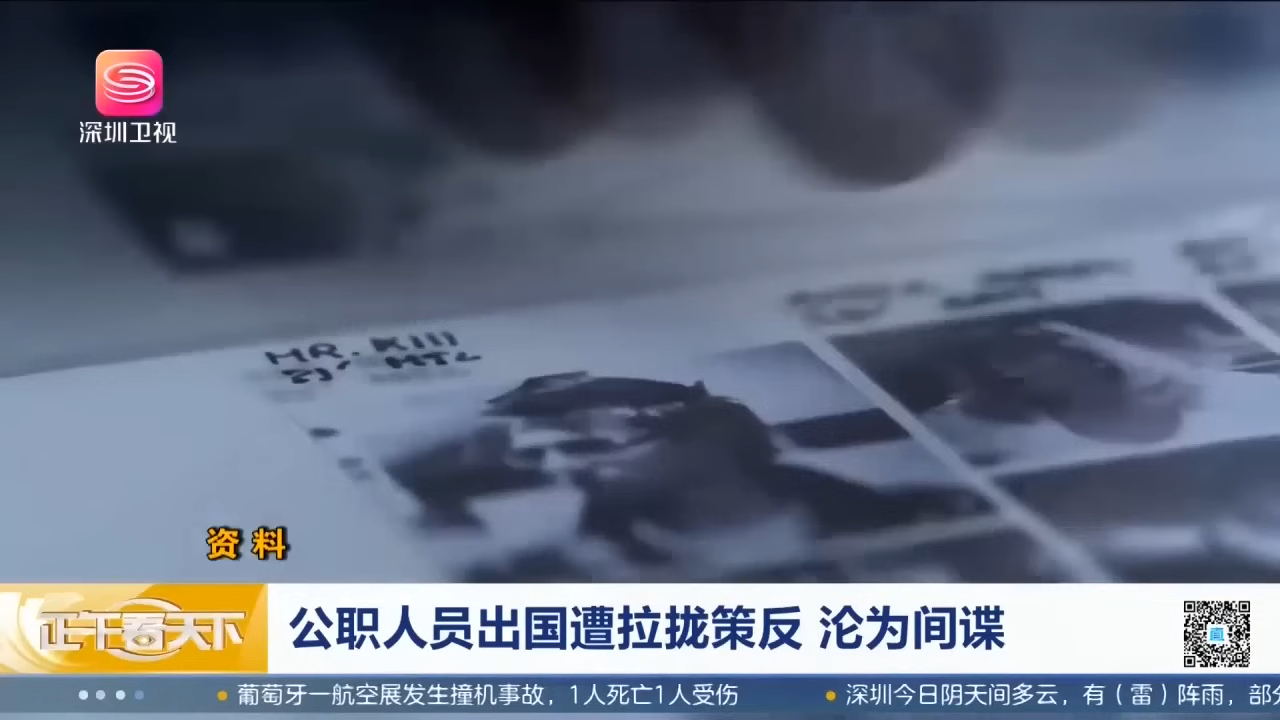 深圳卫视
MR. KIII
资料
正午看天下
公职人员出国遭拉拢策反 沦为间谍
葡萄牙一航空展发生撞机事故，1人死亡1人受伤
深圳今日阴天间多云，有（雷）阵雨，部分